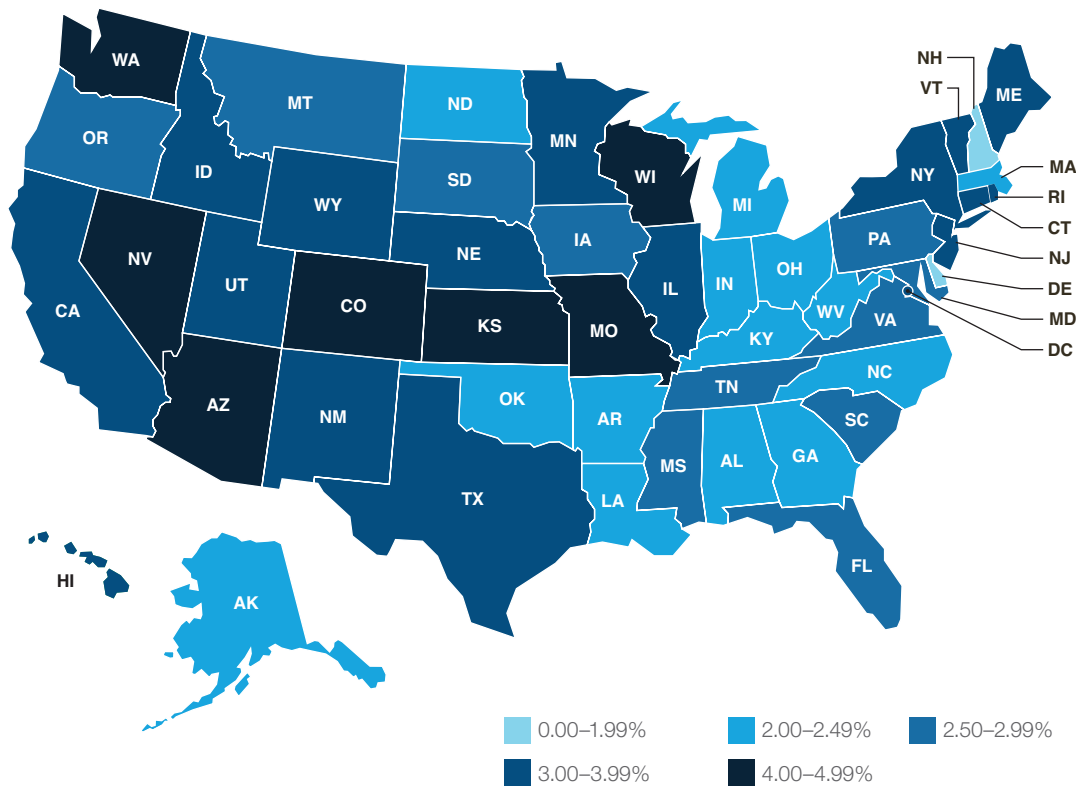 WA
MT
ND
MN
OR
ID
SD
WI
WY
MI
NH
VT
ME
NY
MA
RI
CT
NJ
DE
MD
DC
NV
UT
NE
IA
PA
CA
CO
KS
MO
IL
IN
OH
WV
VA
KY
AZ
NM
OK
AR
TN
NC
SC
TX
LA
MS
AL
GA
FL
HI
AK
0.00–1.99%
2.00–2.49%
2.50–2.99%
3.00–3.99%
4.00–4.99%